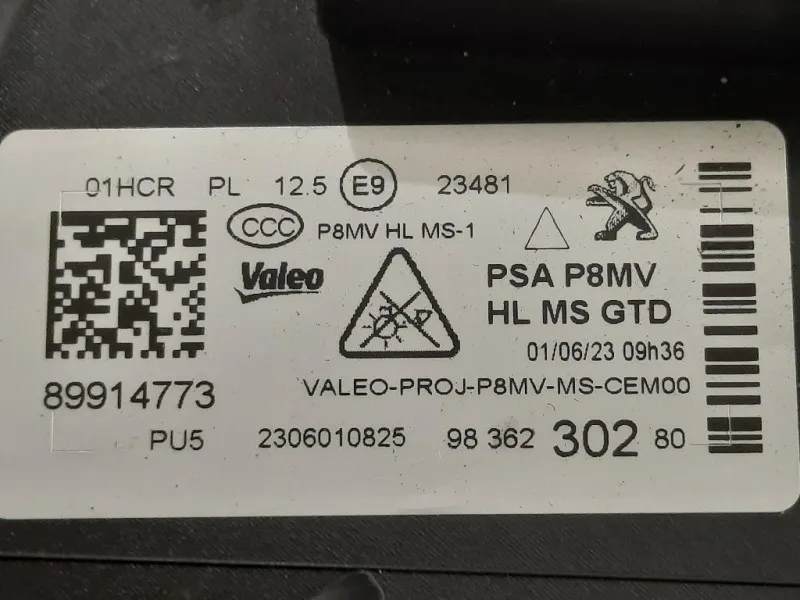 01HCR PL 12.5 E9 23481
CCC P8MV HL MS-1
Valeo
PSA P8MV
HL MS GTD
01/06/23 09h36
89914773
VALEO-PROJ-P8MV-MS-CEM00
PU5 2306010825 98 362 302 80